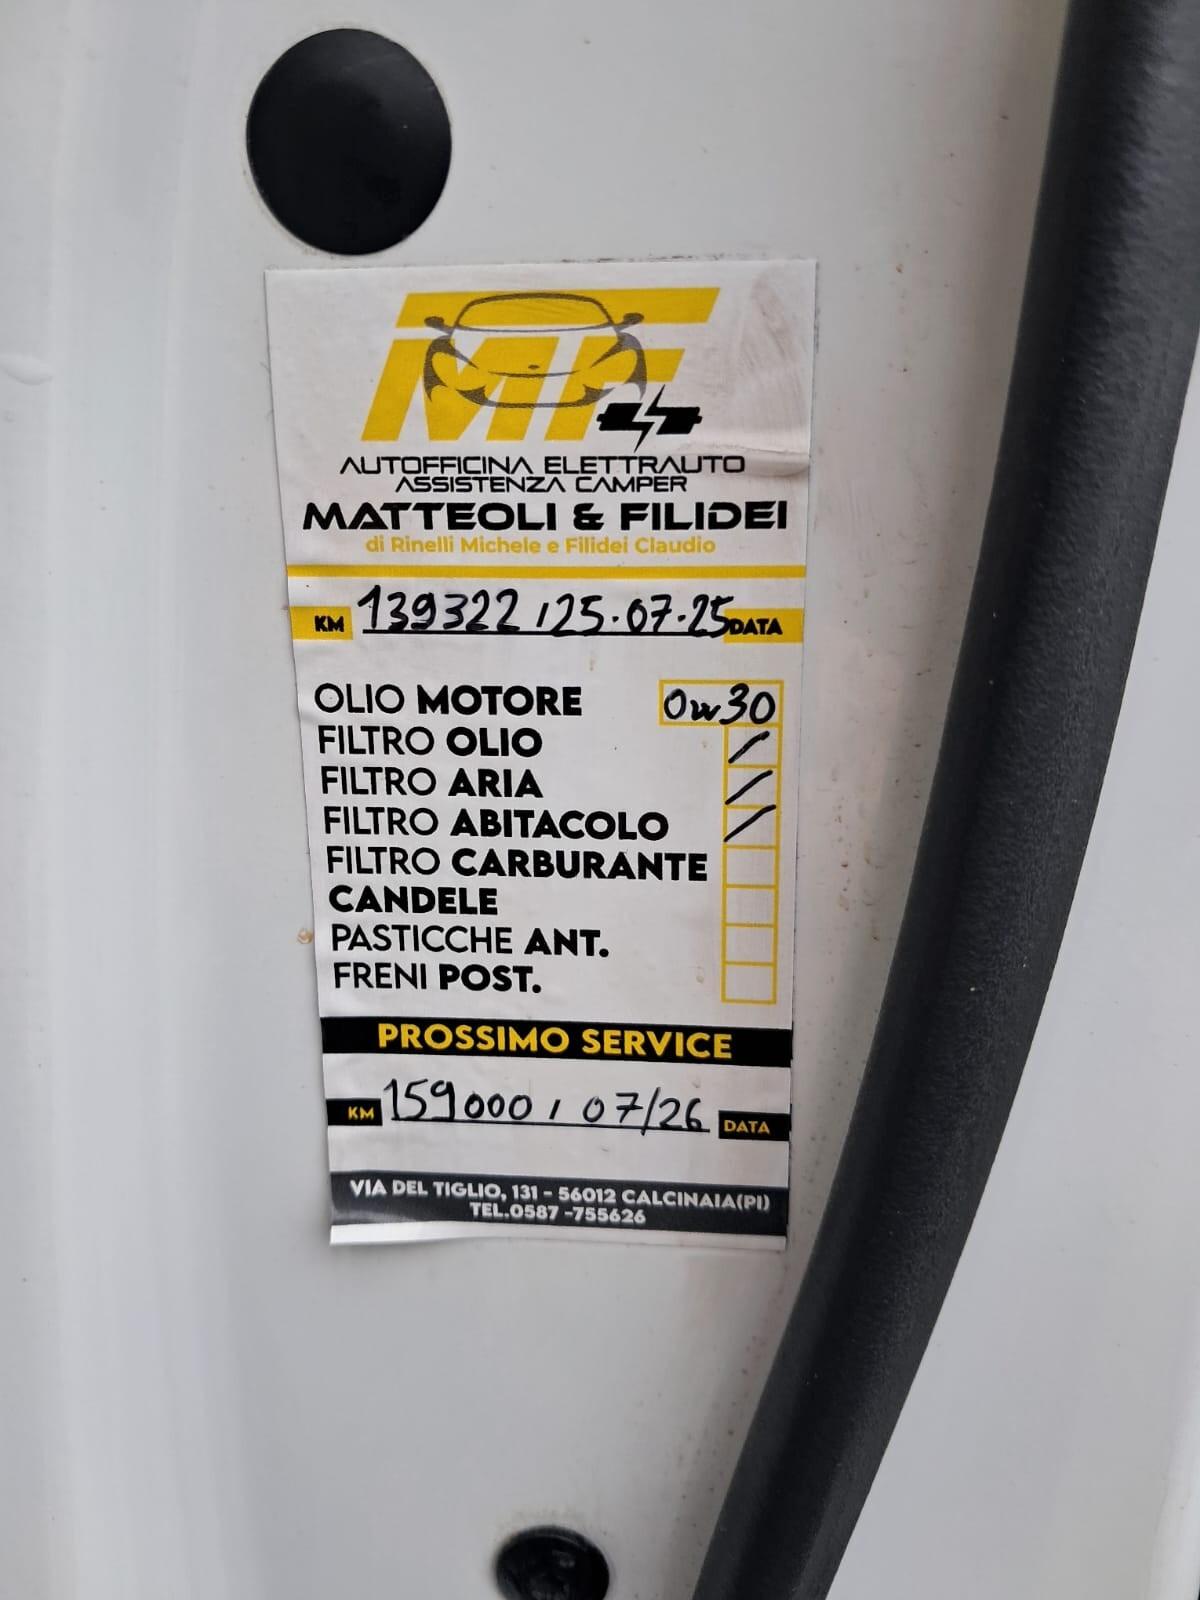 MF
AUTOFFICINA ELETTRAUTO
ASSISTENZA CAMPER
MATTEOLI & FILIDEI
di Rinelli Michele e Filidei Claudio
KM 139322 / 25.07.25 DATA
OLIO MOTORE 0w30
FILTRO OLIO /
FILTRO ARIA /
FILTRO ABITACOLO /
FILTRO CARBURANTE
CANDELE
PASTICCHE ANT.
FRENI POST.
PROSSIMO SERVICE
KM 159000 / 07/26 DATA
VIA DEL TIGLIO, 131 - 56012 CALCINAIA(PI)
TEL.0587 -755626